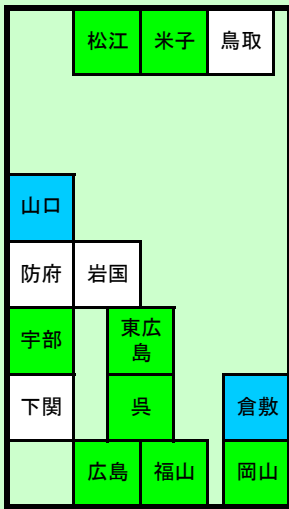 松江 米子 鳥取
山口
防府 岩国
宇部 東広
島
下関 呉 倉敷
広島 福山 岡山